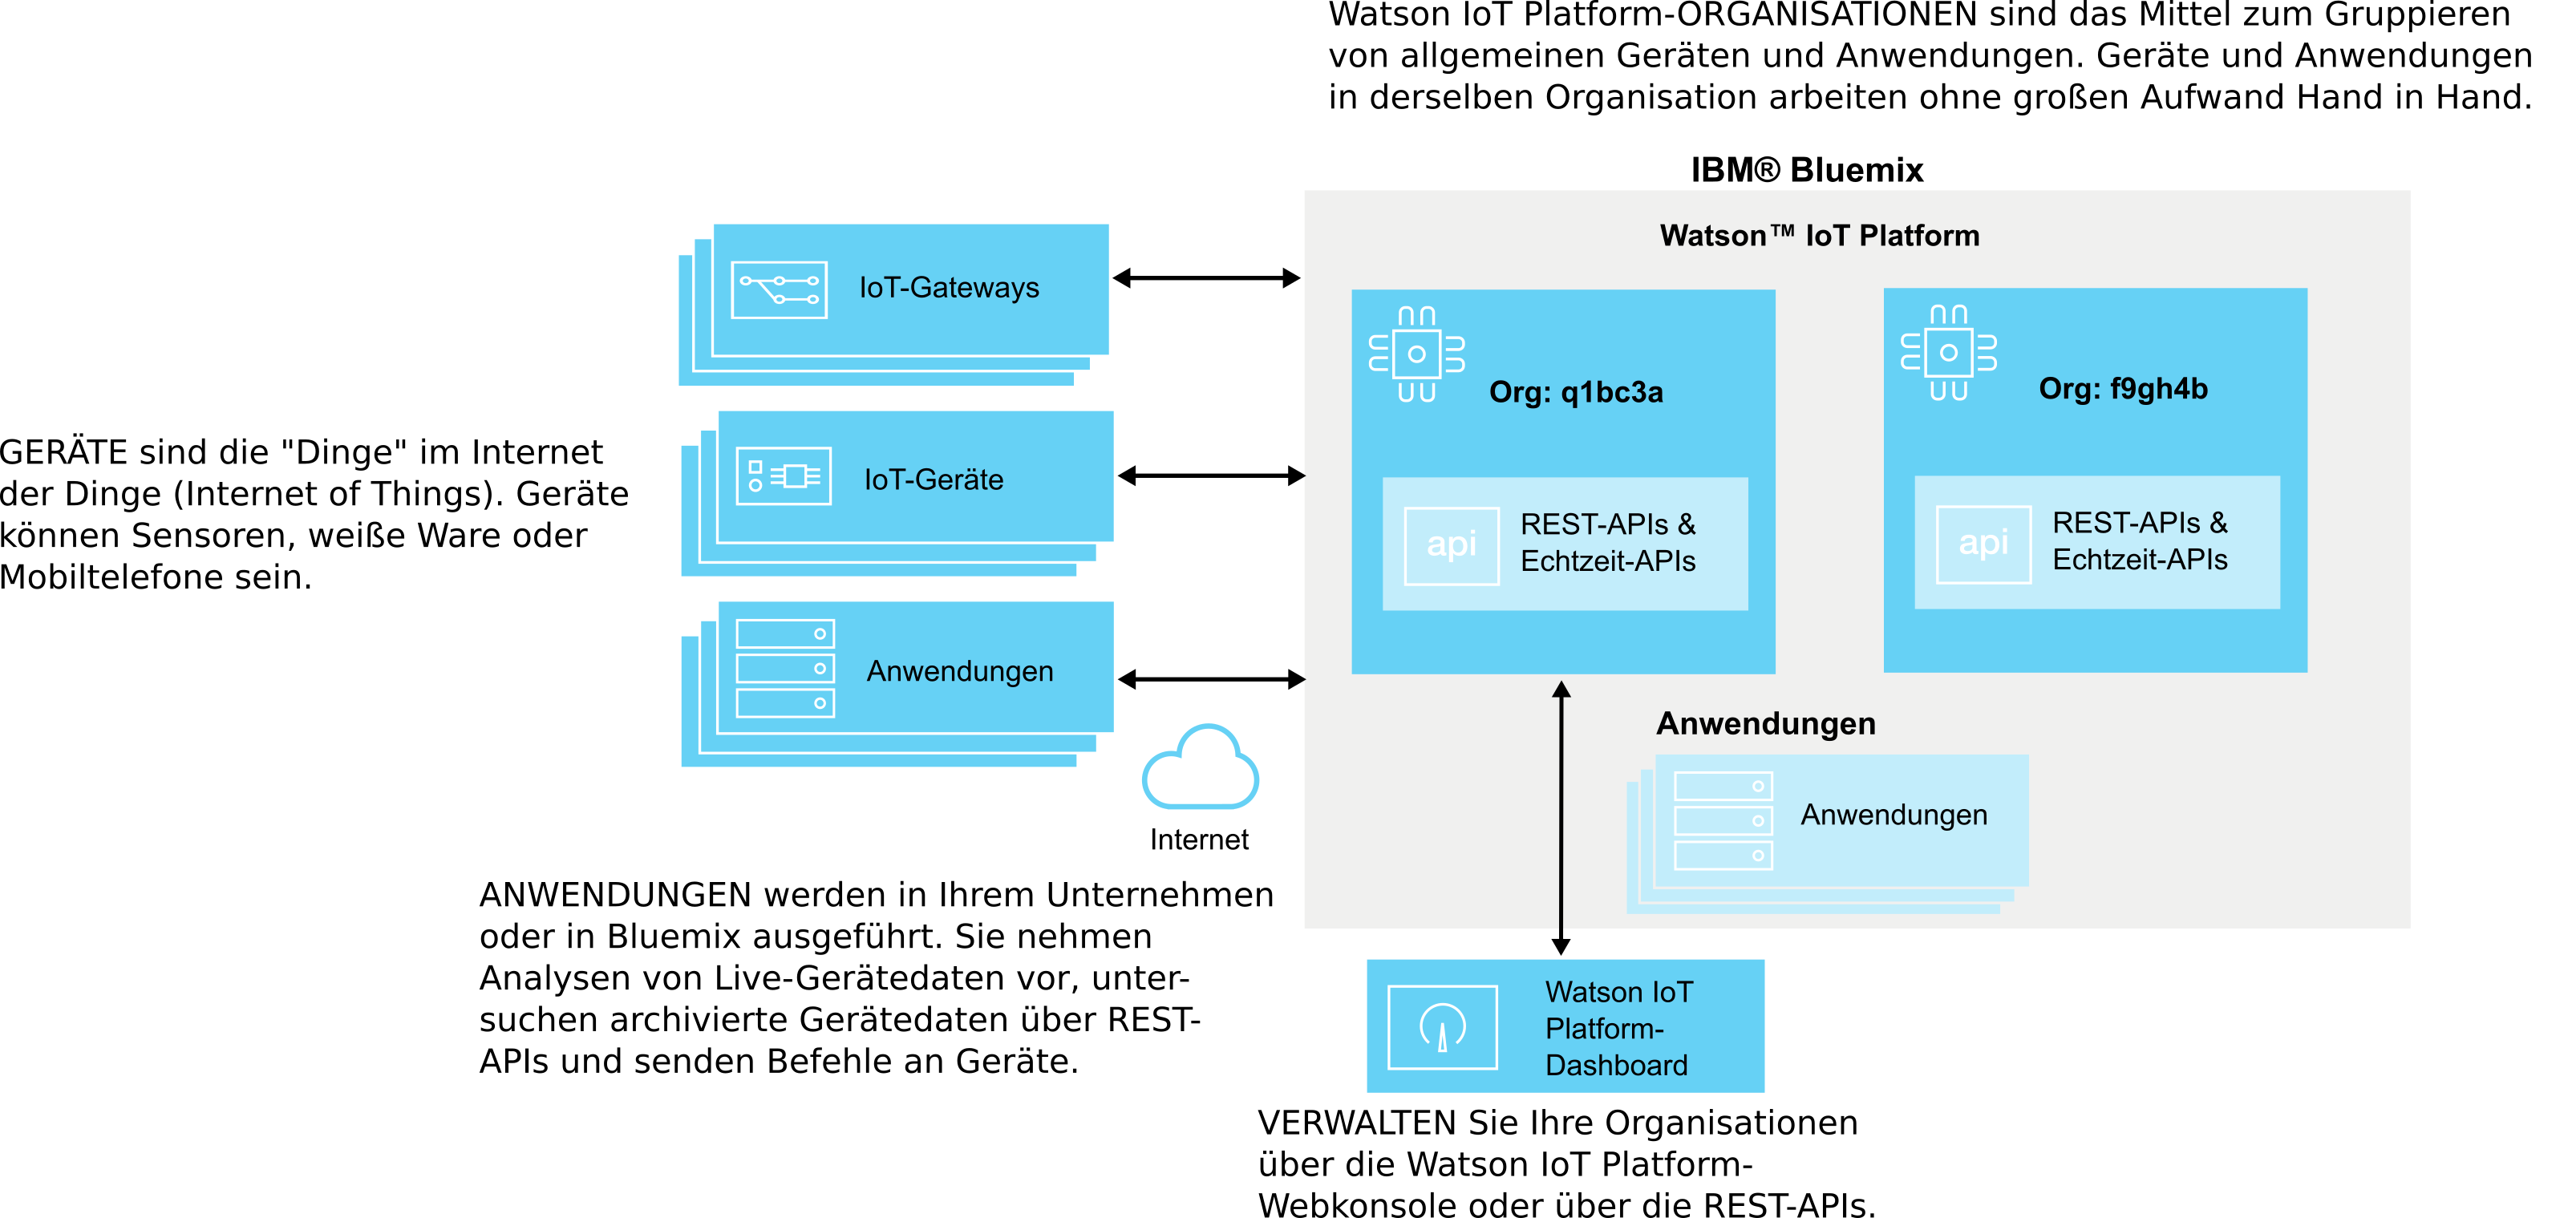 Watson IoT Platform-ORGANISATIONEN sind das Mittel zum Gruppieren
von allgemeinen Geräten und Anwendungen. Geräte und Anwendungen
in derselben Organisation arbeiten ohne großen Aufwand Hand in Hand.
IBM® Bluemix
Watson™ IoT Platform
IoT-Gateways
Org: q1bc3a
Org: f9gh4b
GERÄTE sind die "Dinge" im Internet
der Dinge (Internet of Things). Geräte
können Sensoren, weiße Ware oder
Mobiltelefone sein.
IoT-Geräte
api
REST-APIs &
Echtzeit-APIs
api
REST-APIs &
Echtzeit-APIs
Anwendungen
Internet
Anwendungen
Anwendungen
ANWENDUNGEN werden in Ihrem Unternehmen
oder in Bluemix ausgeführt. Sie nehmen
Analysen von Live-Gerätedaten vor, unter-
suchen archivierte Gerätedaten über REST-
APIs und senden Befehle an Geräte.
Watson IoT
Platform-
Dashboard
VERWALTEN Sie Ihre Organisationen
über die Watson IoT Platform-
Webkonsole oder über die REST-APIs.